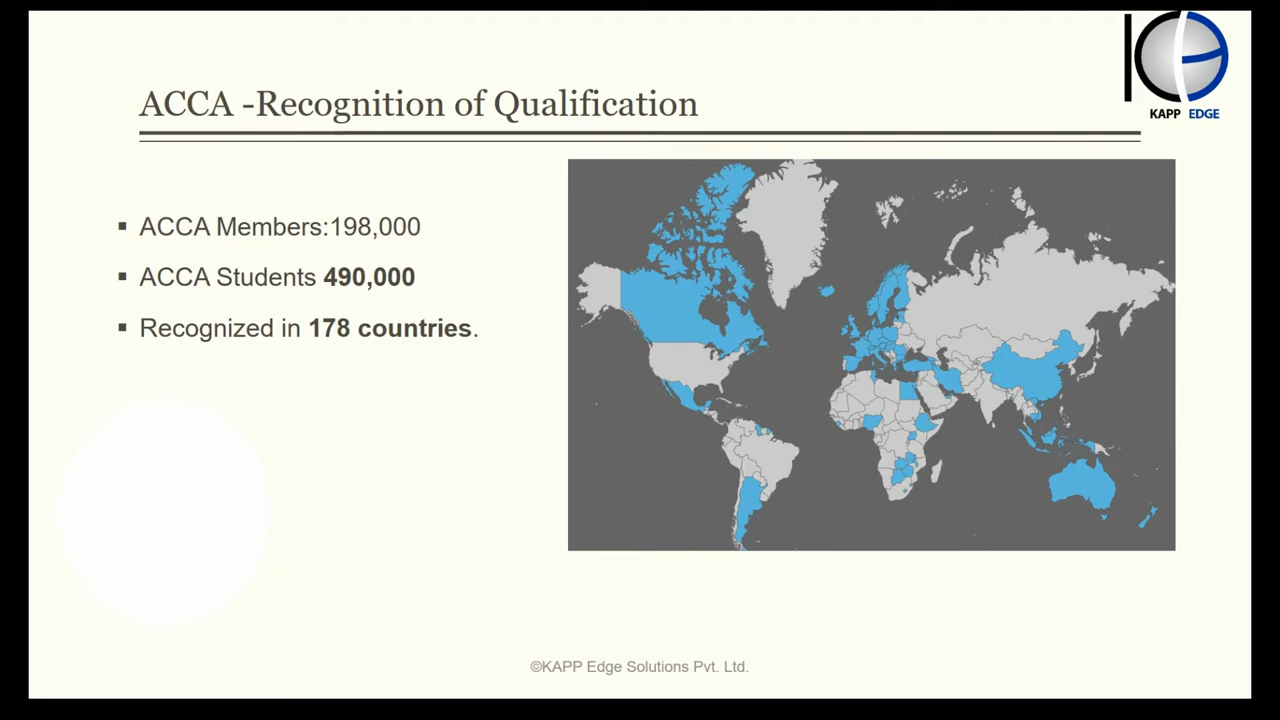 KAPP EDGE
ACCA -Recognition of Qualification
▪ ACCA Members:198,000
▪ ACCA Students 490,000
▪ Recognized in 178 countries.
©KAPP Edge Solutions Pvt. Ltd.